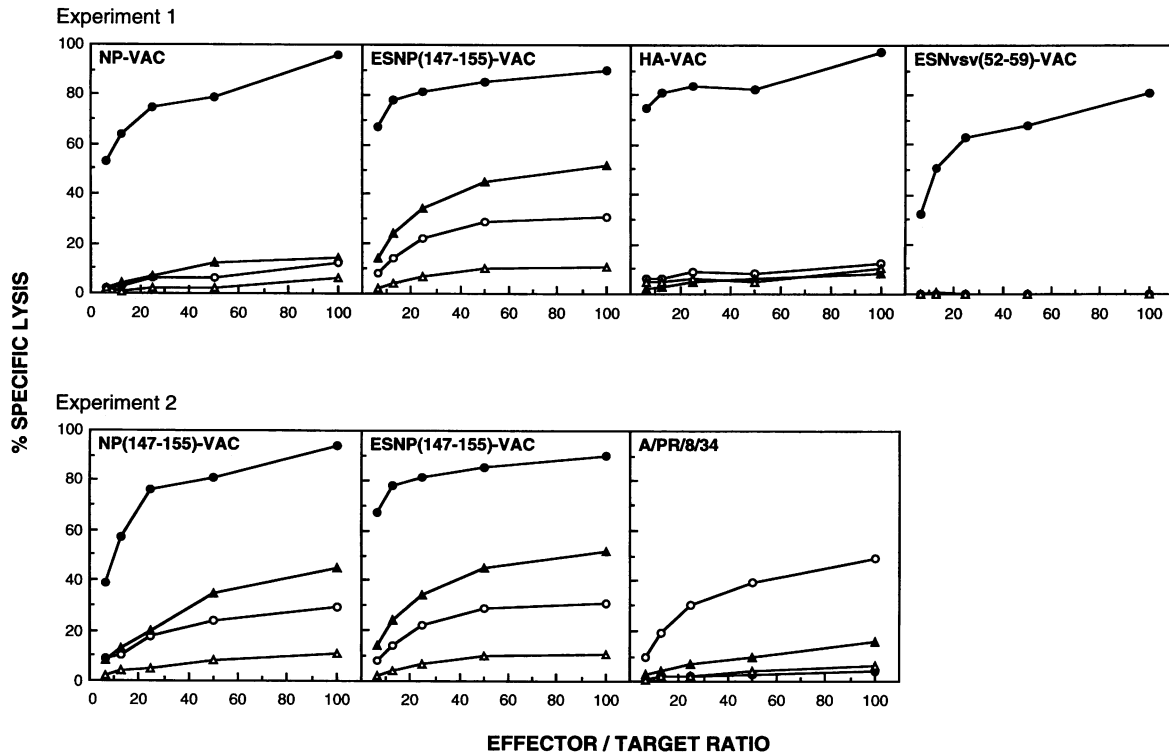 Experiment 1
NP-VAC
ESNP(147-155)-VAC
HA-VAC
ESNvsv(52-59)-VAC
100
80
60
40
20
0
0 20 40 60 80 100
20 40 60 80 100
20 40 60 80 100
20 40 60 80 100
% SPECIFIC LYSIS
Experiment 2
NP(147-155)-VAC
ESNP(147-155)-VAC
A/PR/8/34
100
80
60
40
20
0
0 20 40 60 80 100
20 40 60 80 100
20 40 60 80 100
EFFECTOR / TARGET RATIO